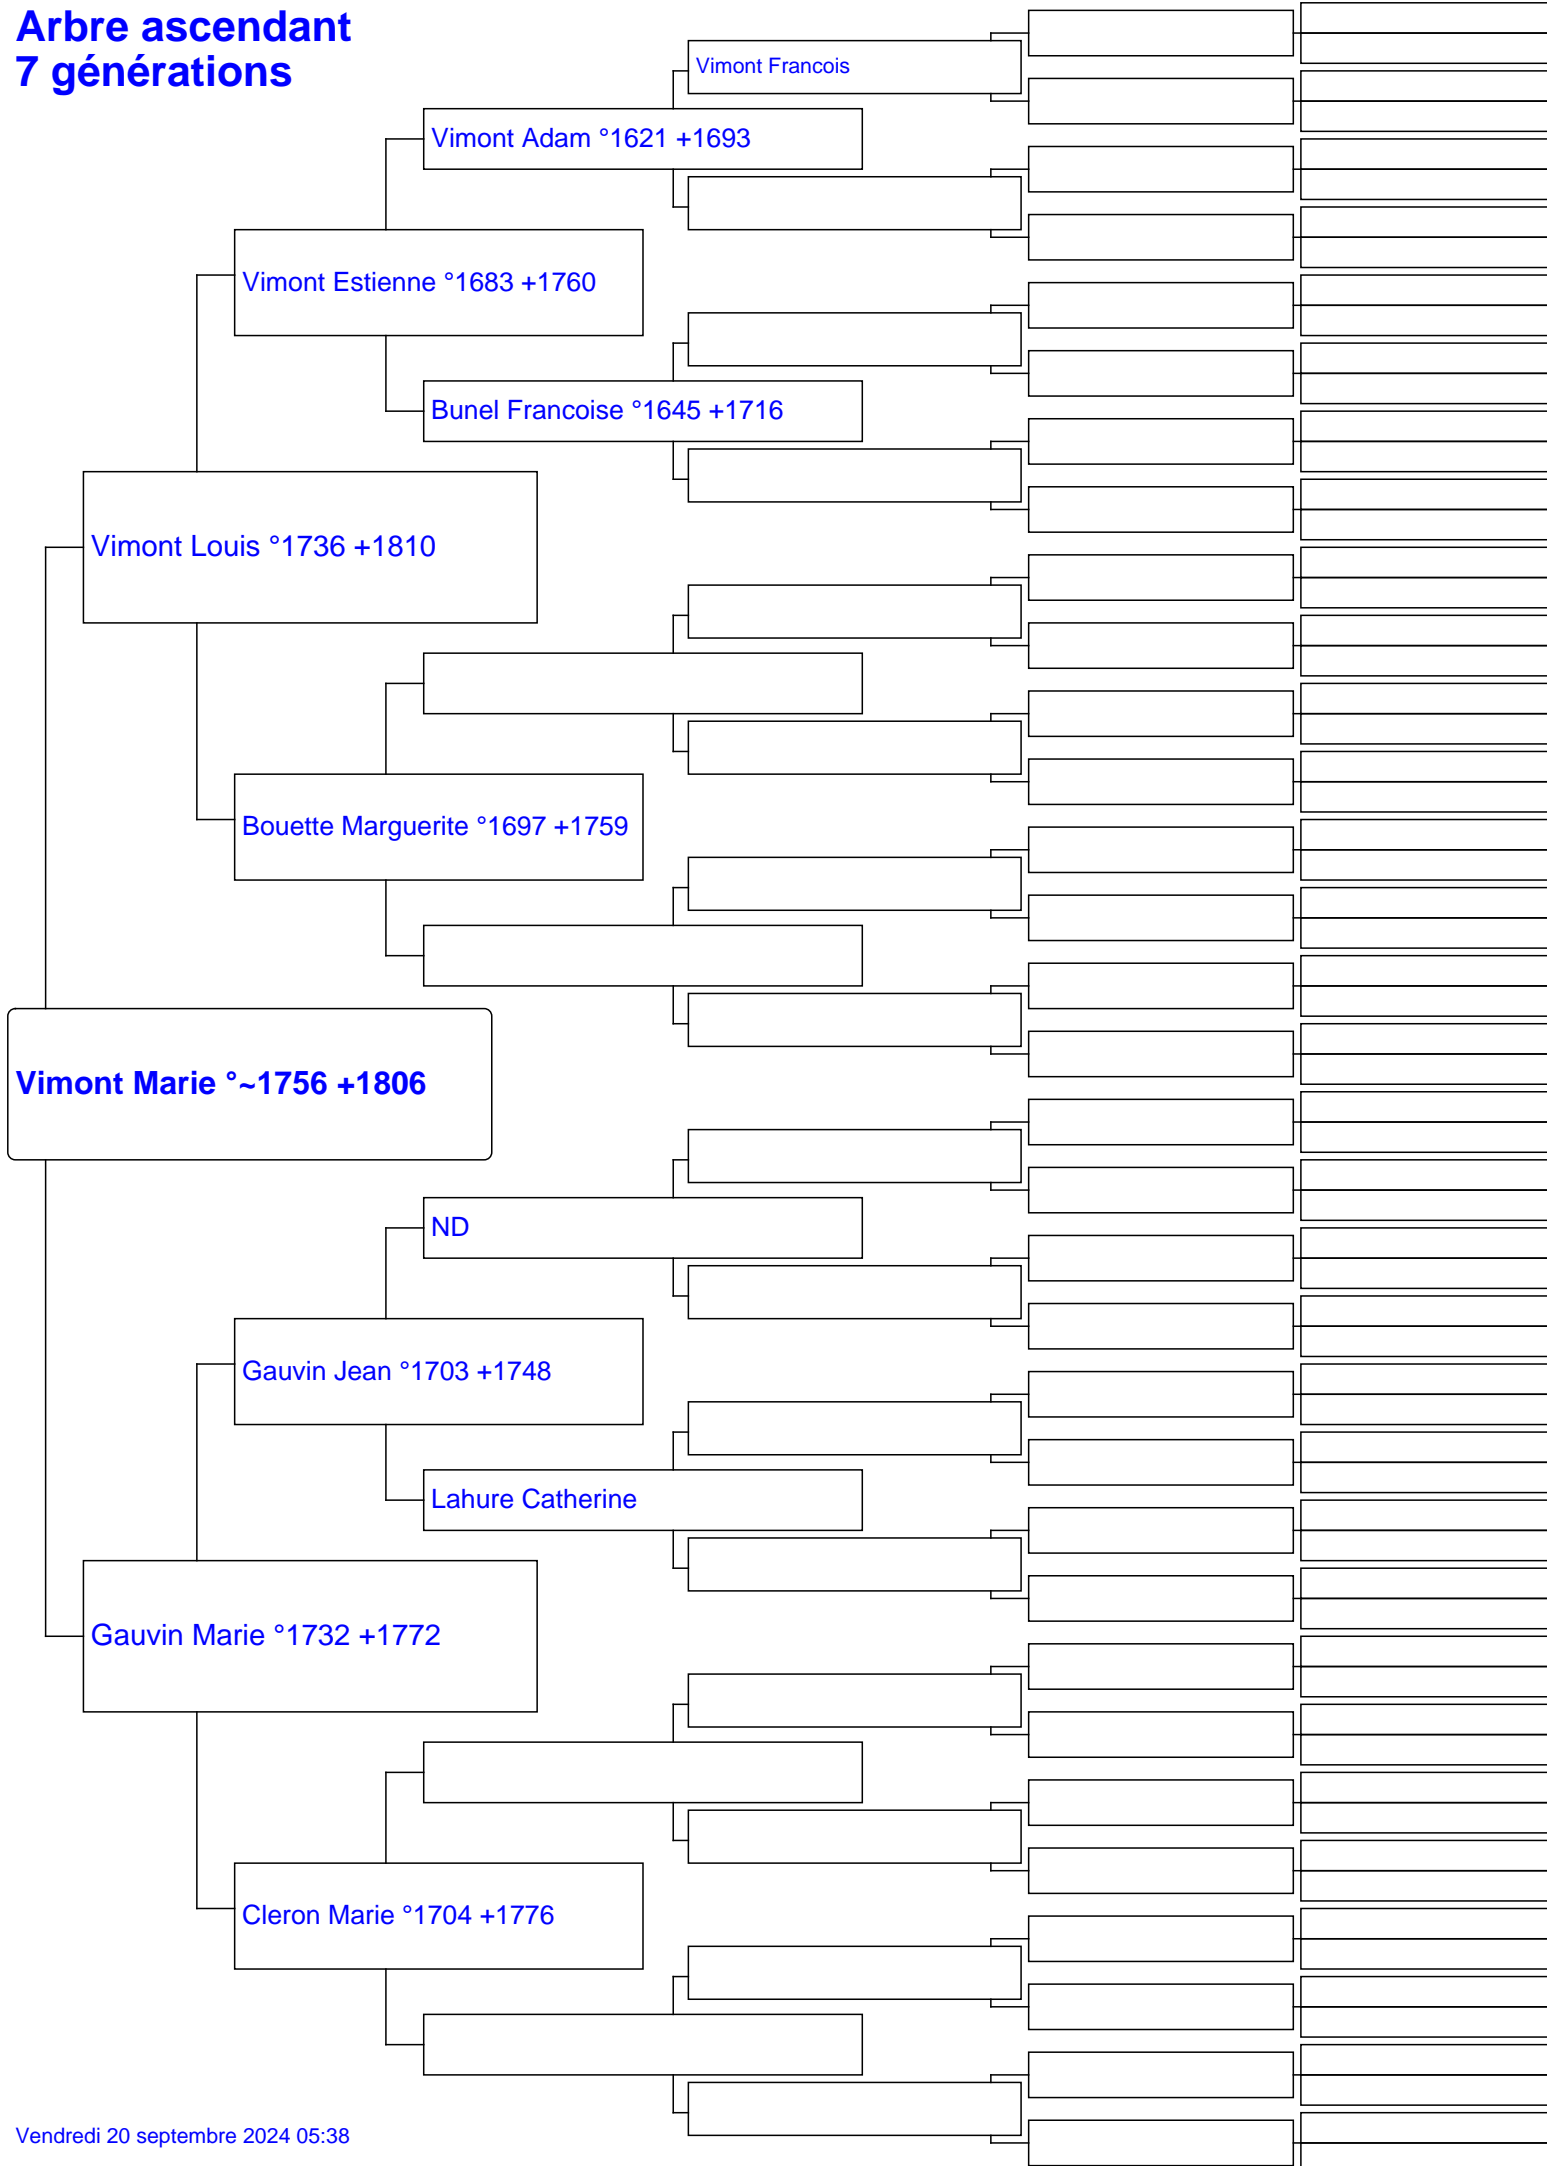 Arbre ascendant
7 générations
Vimont Francois
Vimont Adam °1621 +1693
Vimont Estienne °1683 +1760
Bunel Francoise °1645 +1716
Vimont Louis °1736 +1810
Bouette Marguerite °1697 +1759
Vimont Marie °~1756 +1806
ND
Gauvin Jean °1703 +1748
Lahure Catherine
Gauvin Marie °1732 +1772
Cleron Marie °1704 +1776
Vendredi 20 septembre 2024 05:38